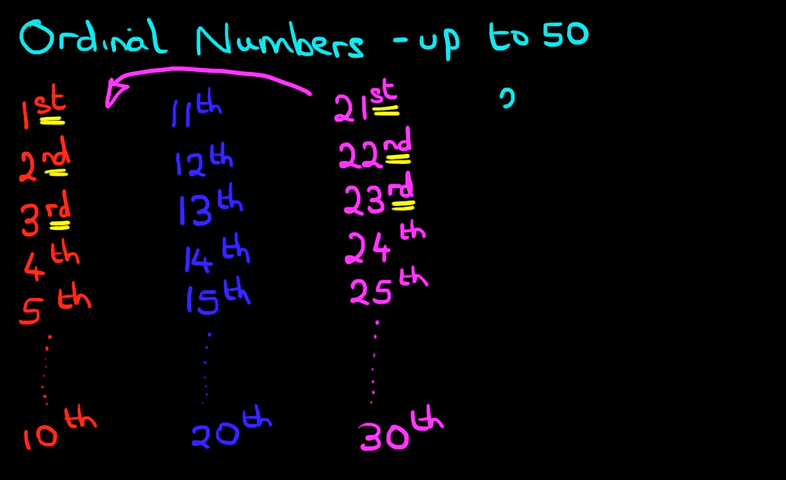 Ordinal Numbers - up to 50
1st
2nd
3rd
4th
5th
10th
11th
12th
13th
14th
15th
20th
21st
22nd
23rd
24th
25th
30th